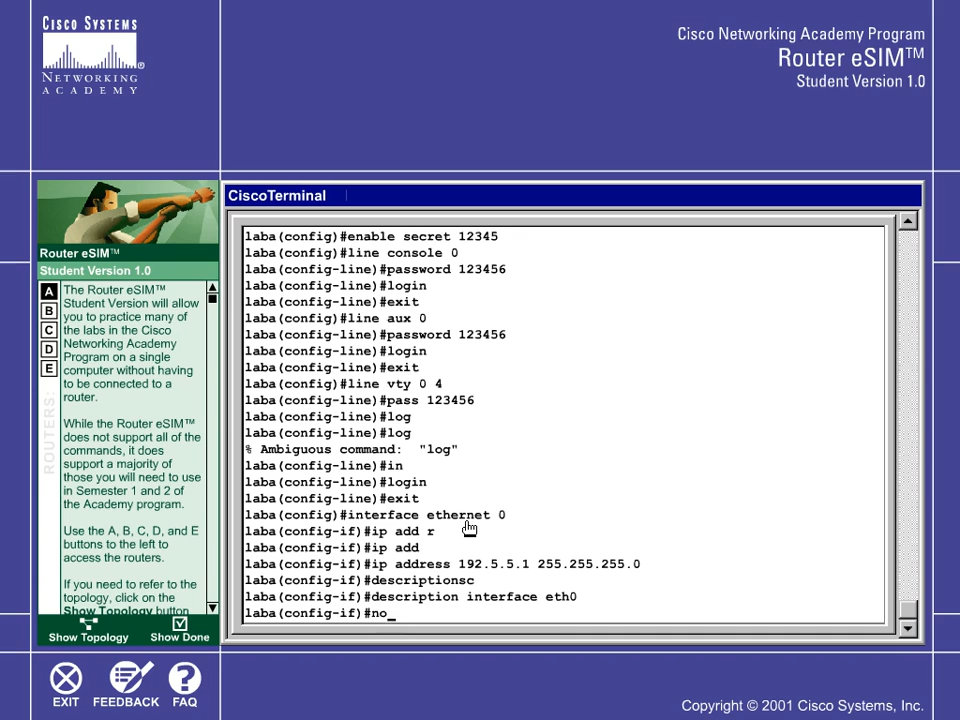 CISCO SYSTEMS
NETWORKING
ACADEMY
Cisco Networking Academy Program
Router eSIM™
Student Version 1.0
Router eSIM™
Student Version 1.0
A
B
C
D
E
ROUTERS:
The Router eSIM™
Student Version will allow
you to practice many of
the labs in the Cisco
Networking Academy
Program on a single
computer without having
to be connected to a
router.
While the Router eSIM™
does not support all of the
commands, it does
support a majority of
those you will need to use
in Semester 1 and 2 of
the Academy program.
Use the A, B, C, D, and E
buttons to the left to
access the routers.
If you need to refer to the
topology, click on the
Show Topology button
Show Topology
Show Done
CiscoTerminal
laba(config)#enable secret 12345
laba(config)#line console 0
laba(config-line)#password 123456
laba(config-line)#login
laba(config-line)#exit
laba(config)#line aux 0
laba(config-line)#password 123456
laba(config-line)#login
laba(config-line)#exit
laba(config)#line vty 0 4
laba(config-line)#pass 123456
laba(config-line)#log
laba(config-line)#log
% Ambiguous command:  "log"
laba(config-line)#in
laba(config-line)#login
laba(config-line)#exit
laba(config)#interface ethernet 0
laba(config-if)#ip add r
laba(config-if)#ip add
laba(config-if)#ip address 192.5.5.1 255.255.255.0
laba(config-if)#descriptionsc
laba(config-if)#description interface eth0
laba(config-if)#no_
EXIT
FEEDBACK
FAQ
Copyright © 2001 Cisco Systems, Inc.